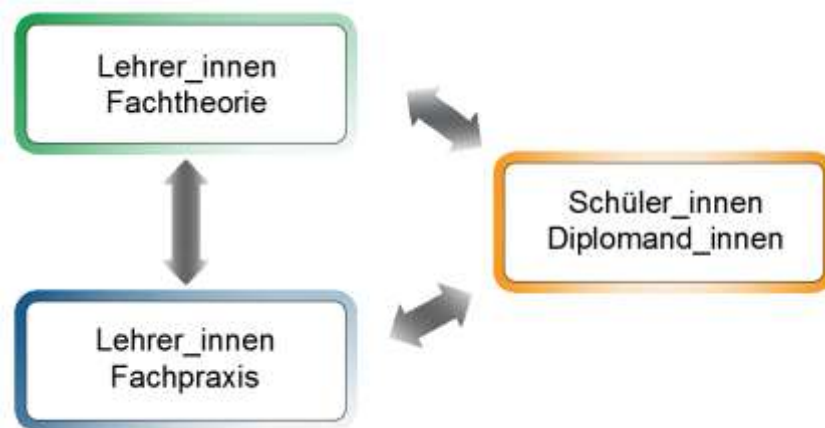 Lehrer_innen
Fachtheorie
Schüler_innen
Diplomand_innen
Lehrer_innen
Fachpraxis